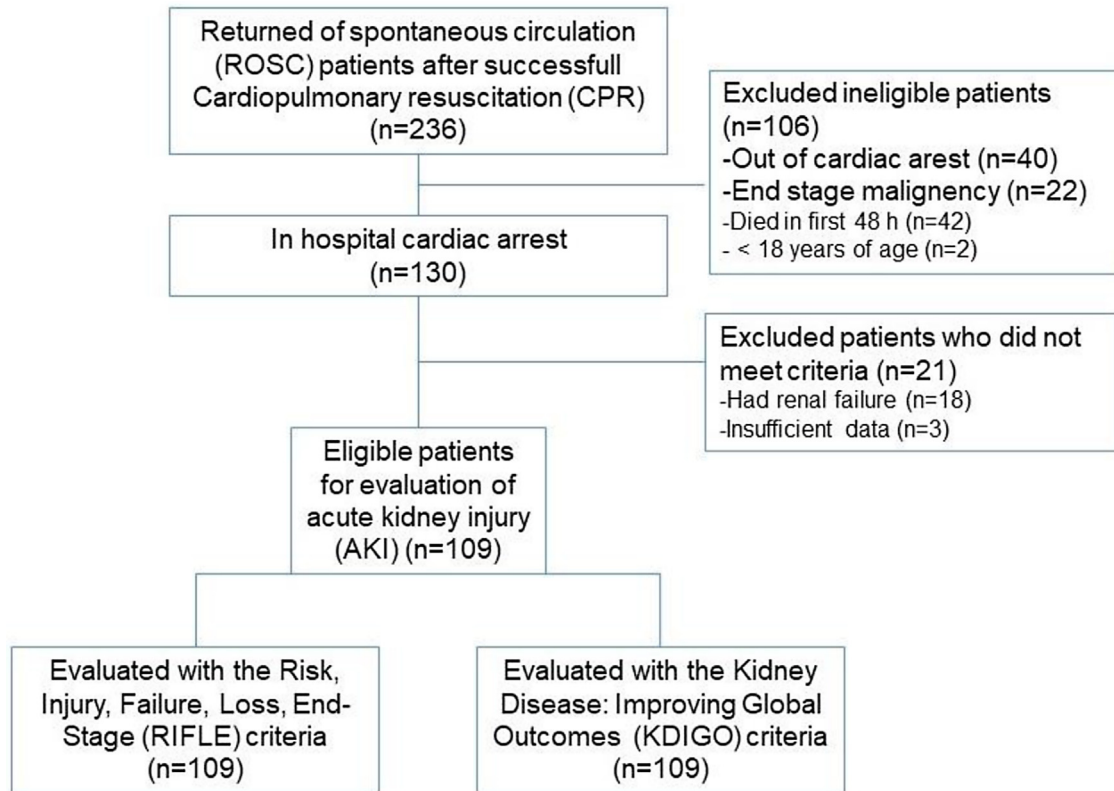 Returned of spontaneous circulation
(ROSC) patients after successfull
Cardiopulmonary resuscitation (CPR)
(n=236)
Excluded ineligible patients
(n=106)
-Out of cardiac arest (n=40)
-End stage malignency (n=22)
-Died in first 48 h (n=42)
- < 18 years of age (n=2)
In hospital cardiac arrest
(n=130)
Excluded patients who did not
meet criteria (n=21)
-Had renal failure (n=18)
-Insufficient data (n=3)
Eligible patients
for evaluation of
acute kidney injury
(AKI) (n=109)
Evaluated with the Risk,
Injury, Failure, Loss, End-
Stage (RIFLE) criteria
(n=109)
Evaluated with the Kidney
Disease: Improving Global
Outcomes (KDIGO) criteria
(n=109)